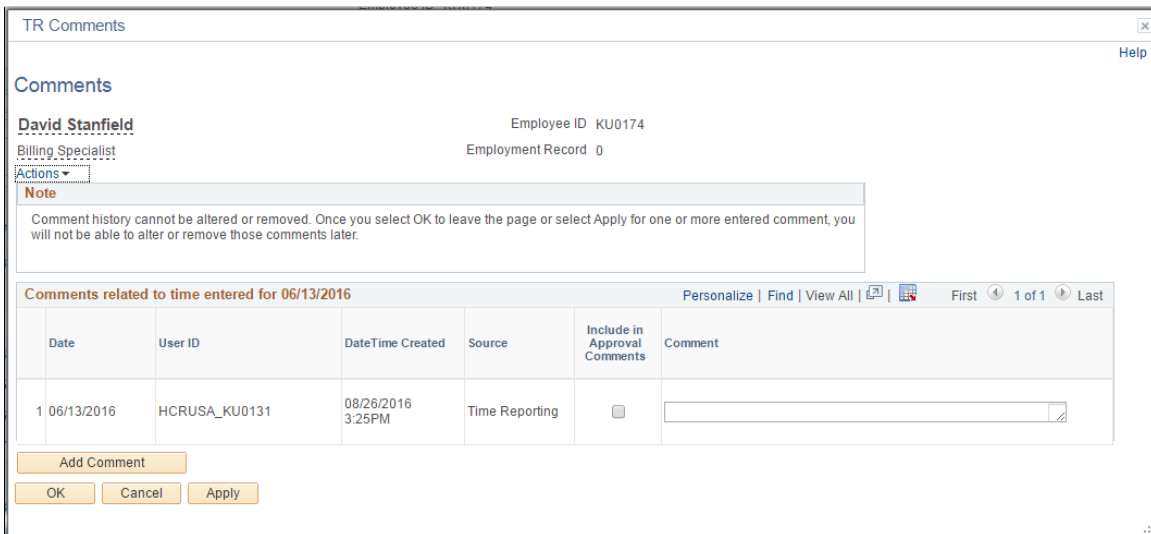 TR Comments
Help
Comments
David Stanfield
Employee ID KU0174
Billing Specialist
Employment Record 0
Actions
Note
Comment history cannot be altered or removed. Once you select OK to leave the page or select Apply for one or more entered comment, you
will not be able to alter or remove those comments later.
Comments related to time entered for 06/13/2016
Personalize | Find | View All | | First 1 of 1 Last
Date User ID DateTime Created Source Include in Approval Comments Comment
1 06/13/2016 HCRUSA_KU0131 08/26/2016 3:25PM Time Reporting
Add Comment
OK Cancel Apply